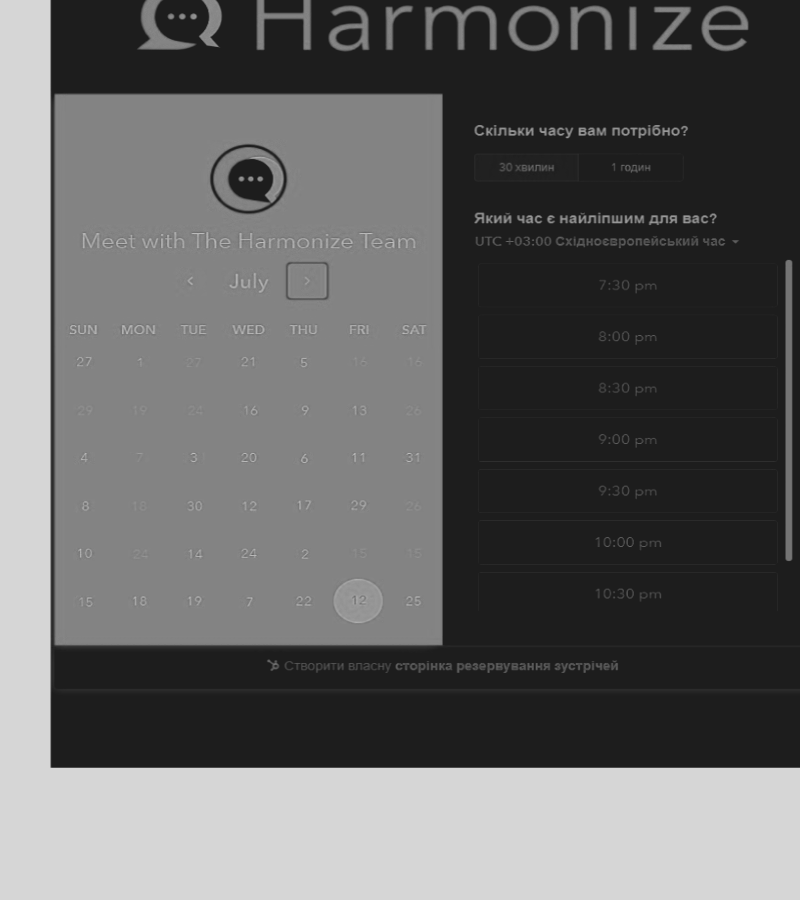 Harmonize
Meet with The Harmonize Team
July
SUN MON TUE WED THU FRI SAT
27 1 27 21 5 16 16
29 19 24 16 9 13 26
4 7 3 20 6 11 31
8 18 30 12 17 29 26
10 24 14 24 2 15 15
15 18 19 7 22 12 25
Скільки часу вам потрібно?
30 хвилин 1 годин
Який час є найліпшим для вас?
UTC +03:00 Східноєвропейський час
7:30 pm
8:00 pm
8:30 pm
9:00 pm
9:30 pm
10:00 pm
10:30 pm
Створити власну сторінка резервування зустрічей